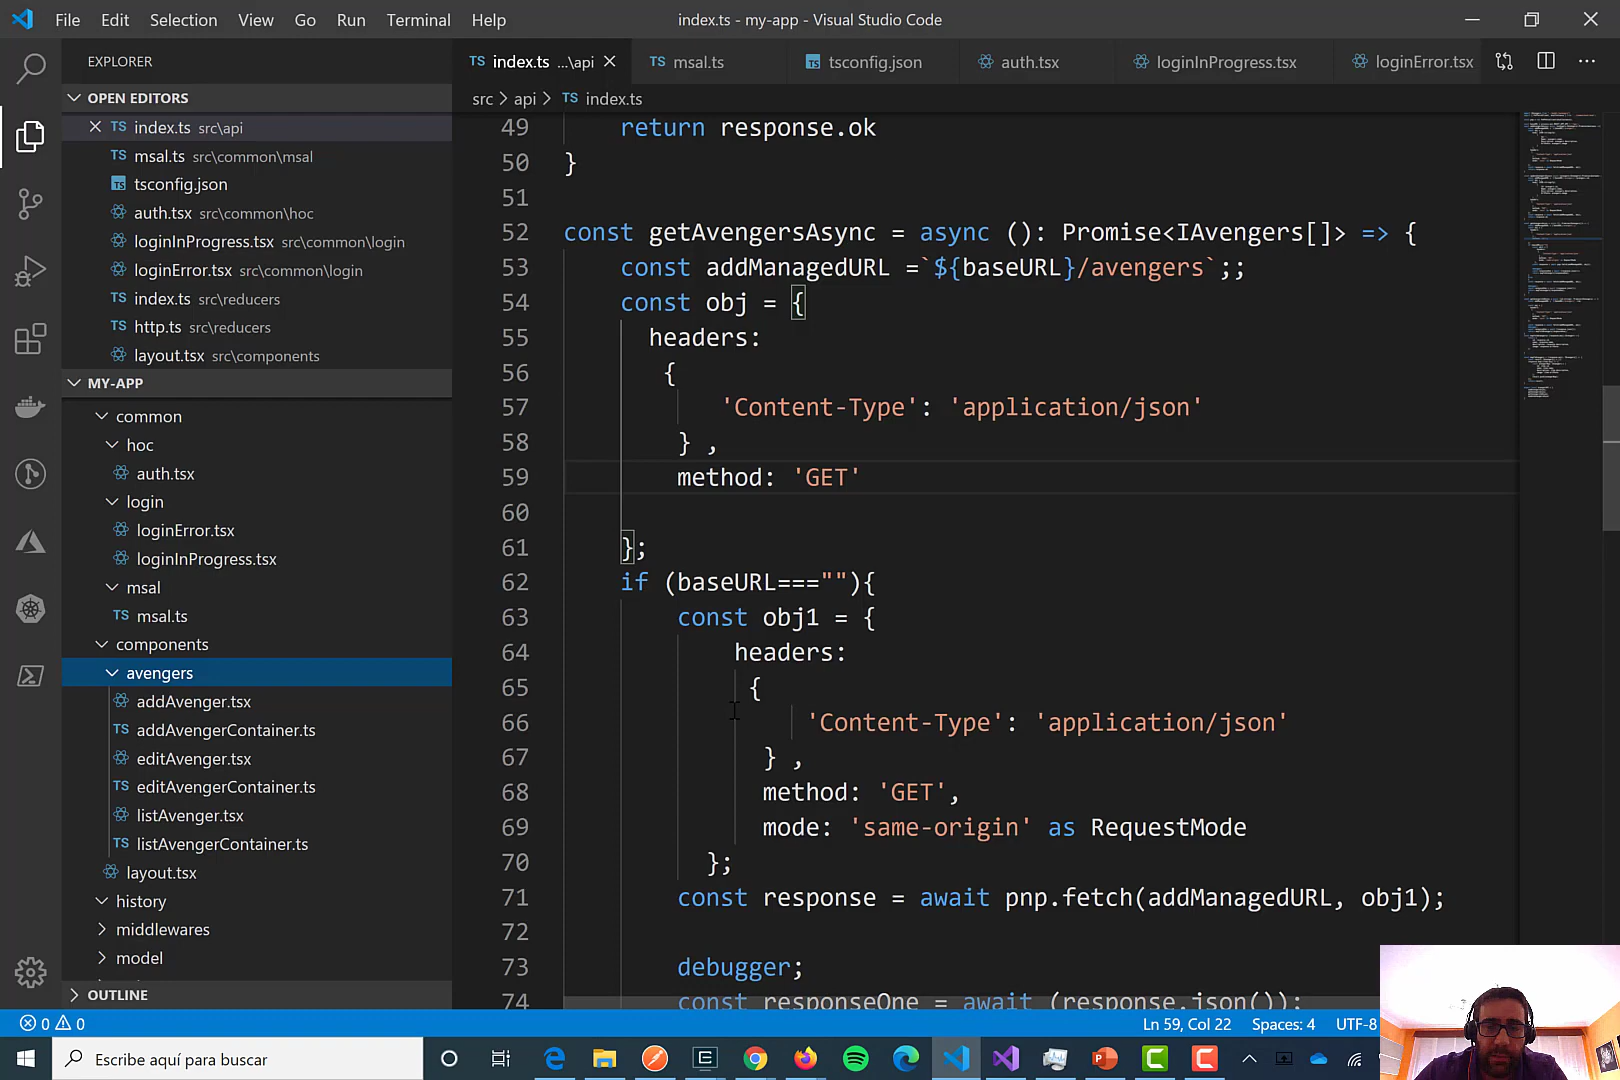 File Edit Selection View Go Run Terminal Help
index.ts - my-app - Visual Studio Code
EXPLORER
OPEN EDITORS
index.ts src\api
msal.ts src\common\msal
tsconfig.json
auth.tsx src\common\hoc
loginInProgress.tsx src\common\login
loginError.tsx src\common\login
index.ts src\reducers
http.ts src\reducers
layout.tsx src\components
MY-APP
common
hoc
auth.tsx
login
loginError.tsx
loginInProgress.tsx
msal
TS msal.ts
components
avengers
addAvenger.tsx
TS addAvengerContainer.ts
editAvenger.tsx
TS editAvengerContainer.ts
listAvenger.tsx
TS listAvengerContainer.ts
layout.tsx
history
middlewares
model
OUTLINE
TS index.ts ...\api
TS msal.ts
tsconfig.json
auth.tsx
loginInProgress.tsx
loginError.tsx
src > api > TS index.ts
49 return response.ok
50 }
51
52 const getAvengersAsync = async (): Promise<IAvengers[]> => {
53 const addManagedURL =`${baseURL}/avengers`;;
54 const obj = {
55 headers:
56 {
57 'Content-Type': 'application/json'
58 } ,
59 method: 'GET'
60
61 };
62 if (baseURL===""){
63 const obj1 = {
64 headers:
65 {
66 'Content-Type': 'application/json'
67 } ,
68 method: 'GET',
69 mode: 'same-origin' as RequestMode
70 };
71 const response = await pnp.fetch(addManagedURL, obj1);
72
73 debugger;
74 const responseOne = await (response.json());
0 0
Ln 59, Col 22 Spaces: 4 UTF-8
Escribe aquí para buscar